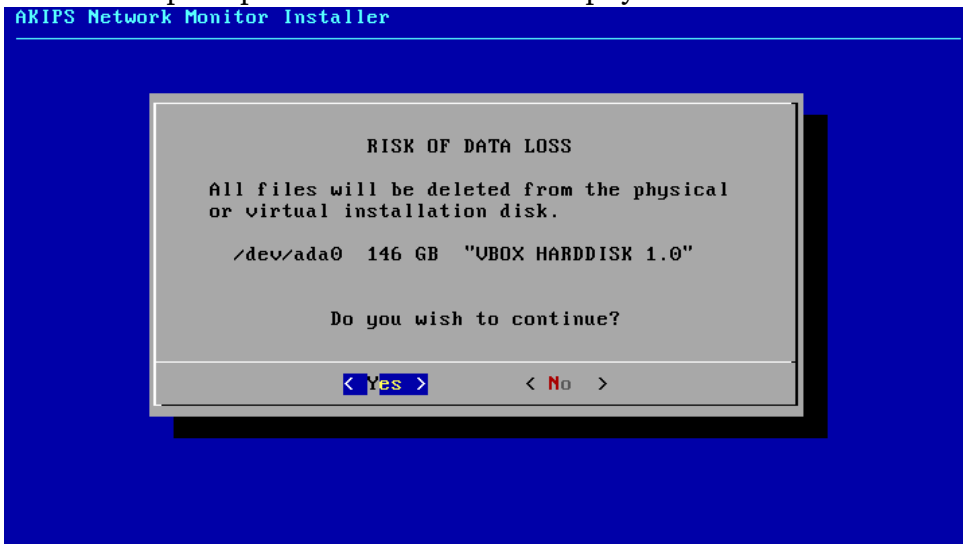 AKIPS Network Monitor Installer
RISK OF DATA LOSS
All files will be deleted from the physical
or virtual installation disk.
/dev/ada0 146 GB "VBOX HARDDISK 1.0"
Do you wish to continue?
< Yes > < No >